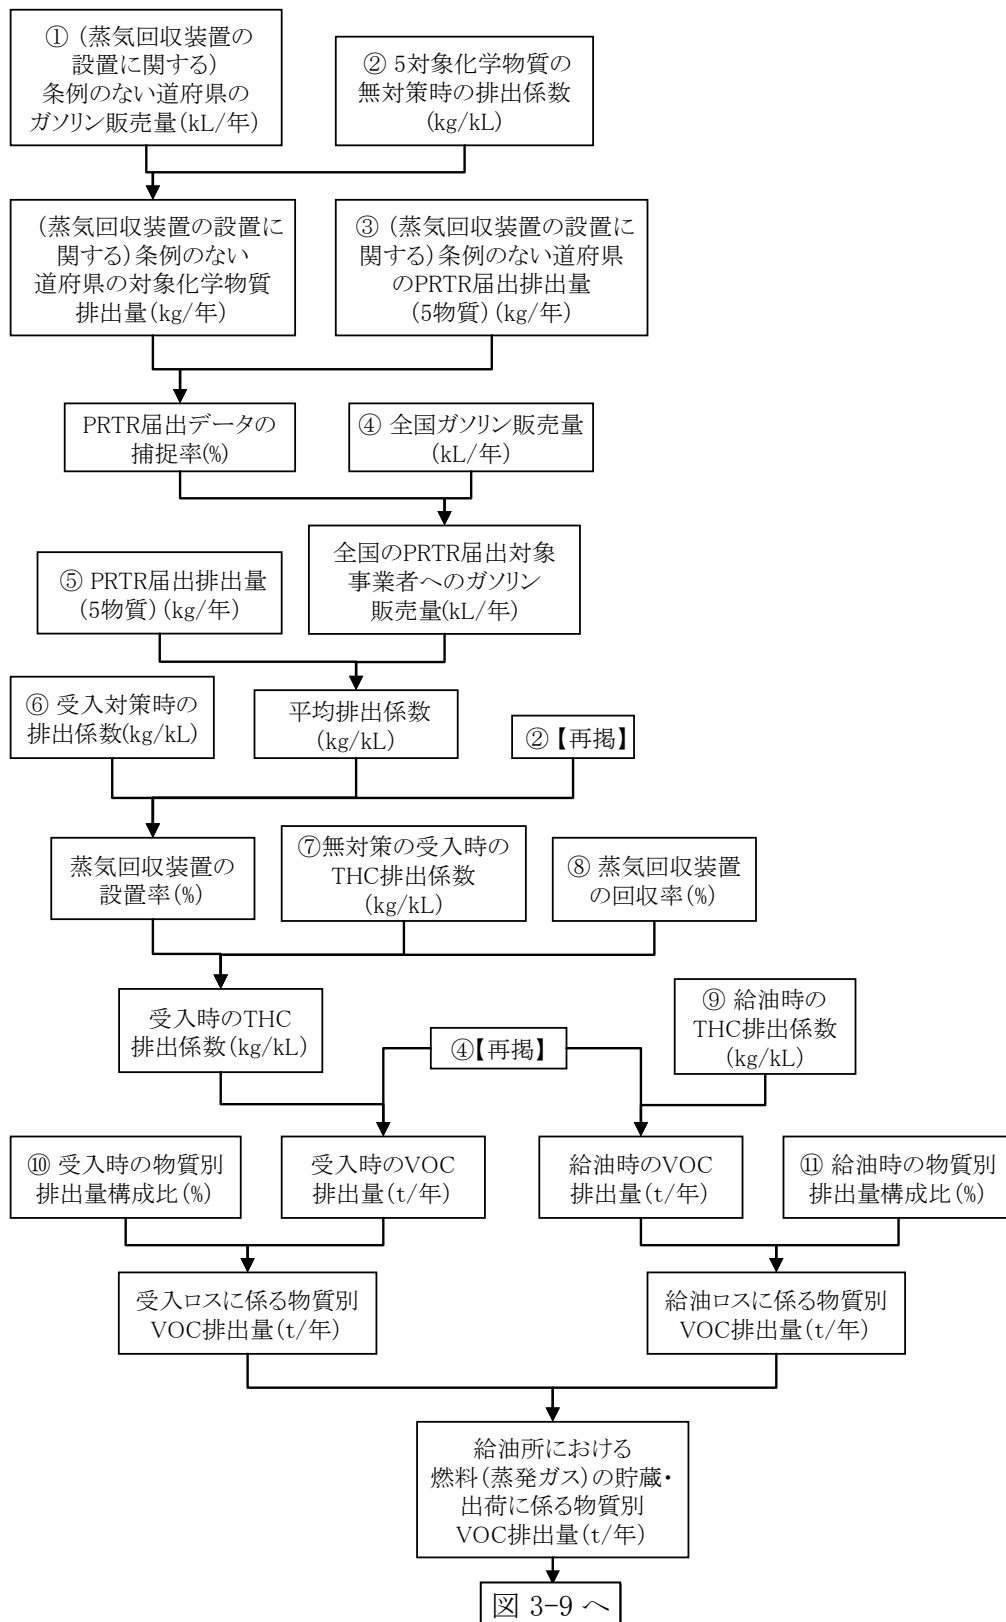 ① (蒸気回収装置の
設置に関する)
条例のない道府県の
ガソリン販売量(kL/年)
② 5対象化学物質の
無対策時の排出係数
(kg/kL)
(蒸気回収装置の設置に
関する)条例のない
道府県の対象化学物質
排出量(kg/年)
③ (蒸気回収装置の設置に
関する)条例のない道府県
のPRTR届出排出量
(5物質)(kg/年)
PRTR届出データの
捕捉率(%)
④ 全国ガソリン販売量
(kL/年)
⑤ PRTR届出排出量
(5物質)(kg/年)
全国のPRTR届出対象
事業者へのガソリン
販売量(kL/年)
⑥ 受入対策時の
排出係数(kg/kL)
平均排出係数
(kg/kL)
②【再掲】
蒸気回収装置の
設置率(%)
⑦無対策の受入時の
THC排出係数
(kg/kL)
⑧ 蒸気回収装置
の回収率(%)
受入時のTHC
排出係数(kg/kL)
④【再掲】
⑨ 給油時の
THC排出係数
(kg/kL)
⑩ 受入時の物質別
排出量構成比(%)
受入時のVOC
排出量(t/年)
給油時のVOC
排出量(t/年)
⑪ 給油時の物質別
排出量構成比(%)
受入ロスに係る物質別
VOC排出量(t/年)
給油ロスに係る物質別
VOC排出量(t/年)
給油所における
燃料(蒸発ガス)の貯蔵・
出荷に係る物質別
VOC排出量(t/年)
図 3-9 へ